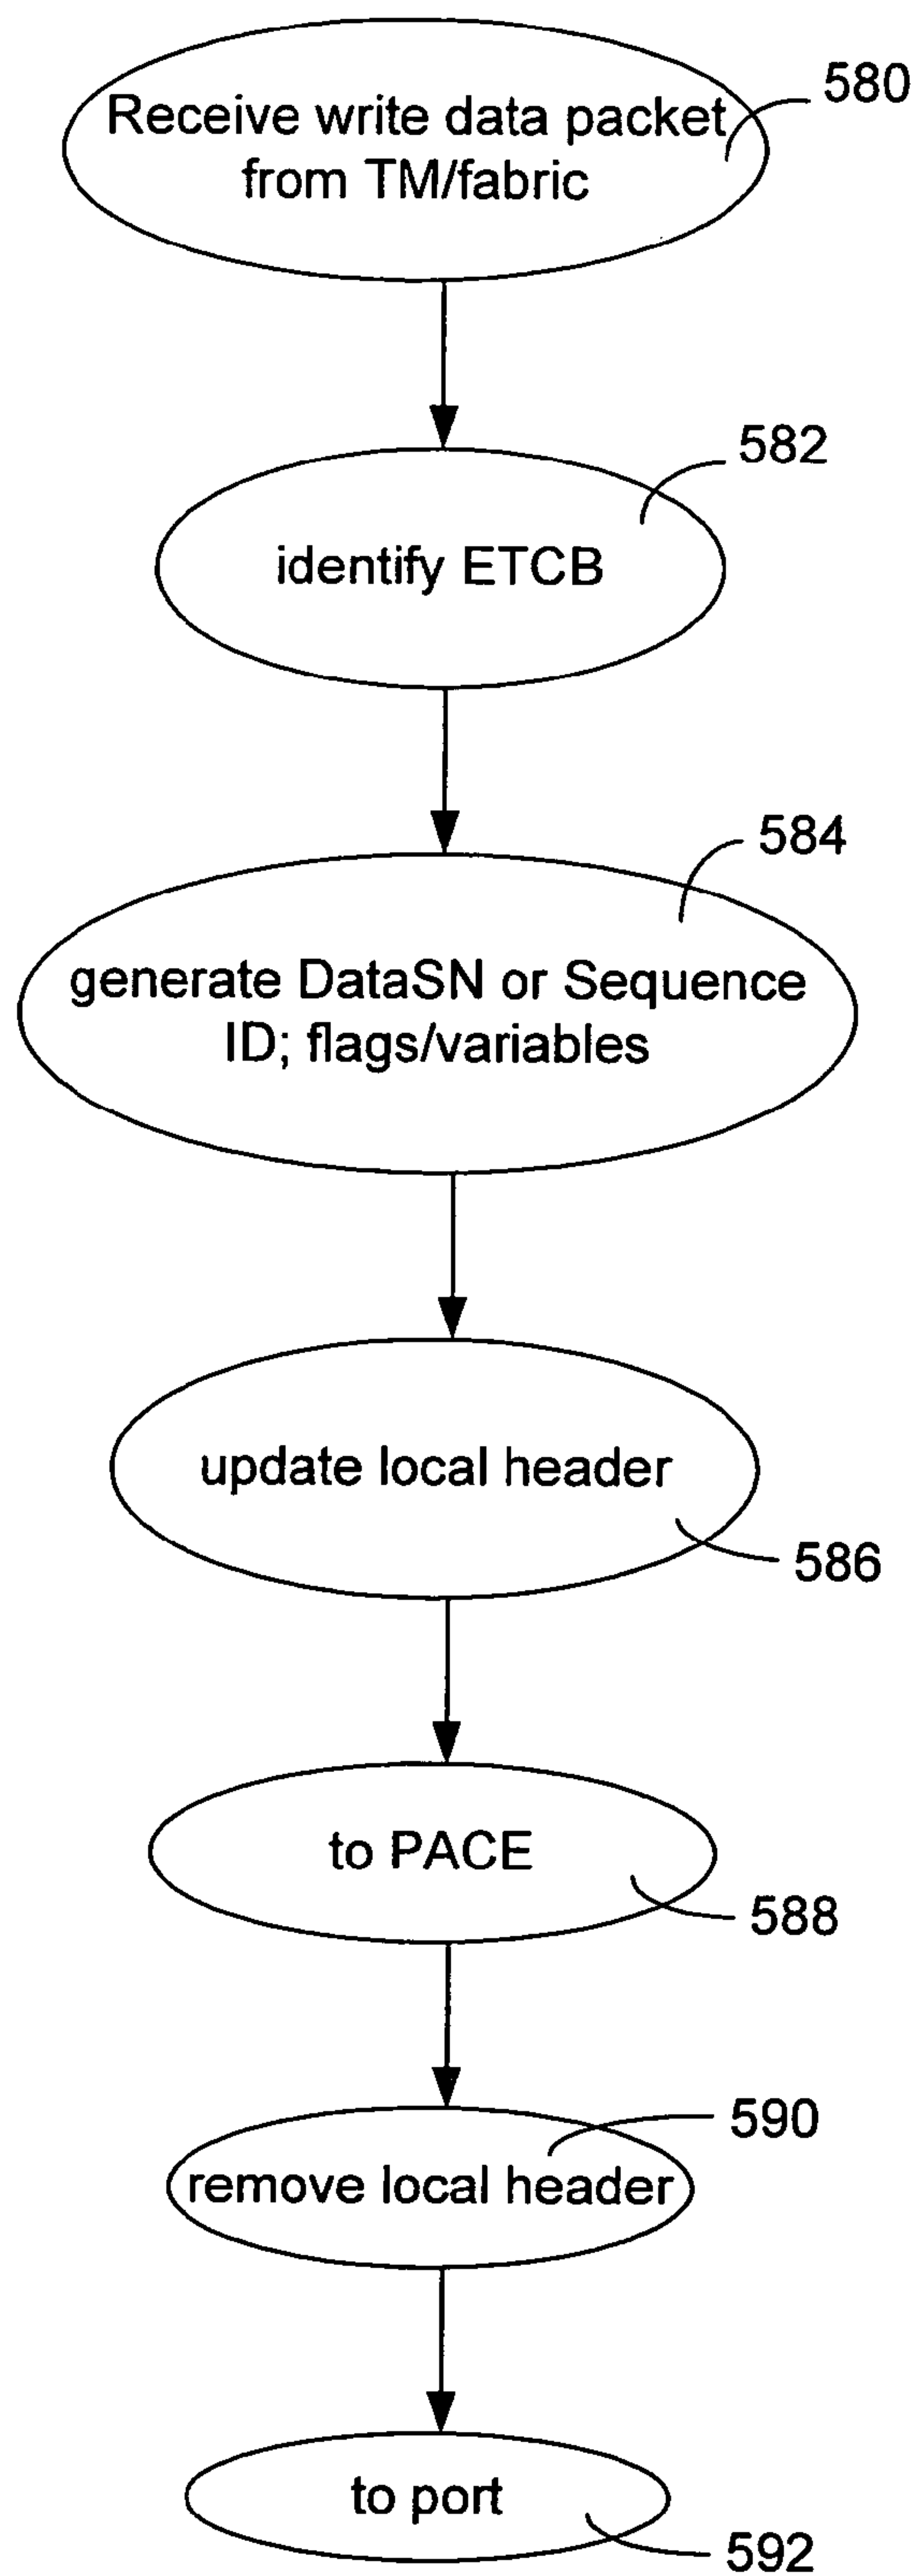 580
Receive write data packet
from TM/fabric
582
identify ETCB
584
generate DataSN or Sequence
ID; flags/variables
update local header
586
to PACE
588
590
remove local header
to port
592